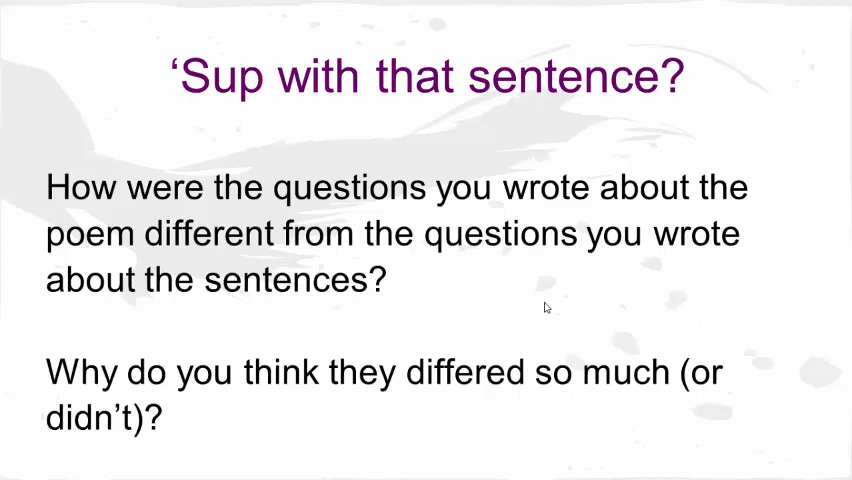 ‘Sup with that sentence?
How were the questions you wrote about the
poem different from the questions you wrote
about the sentences?
Why do you think they differed so much (or
didn’t)?